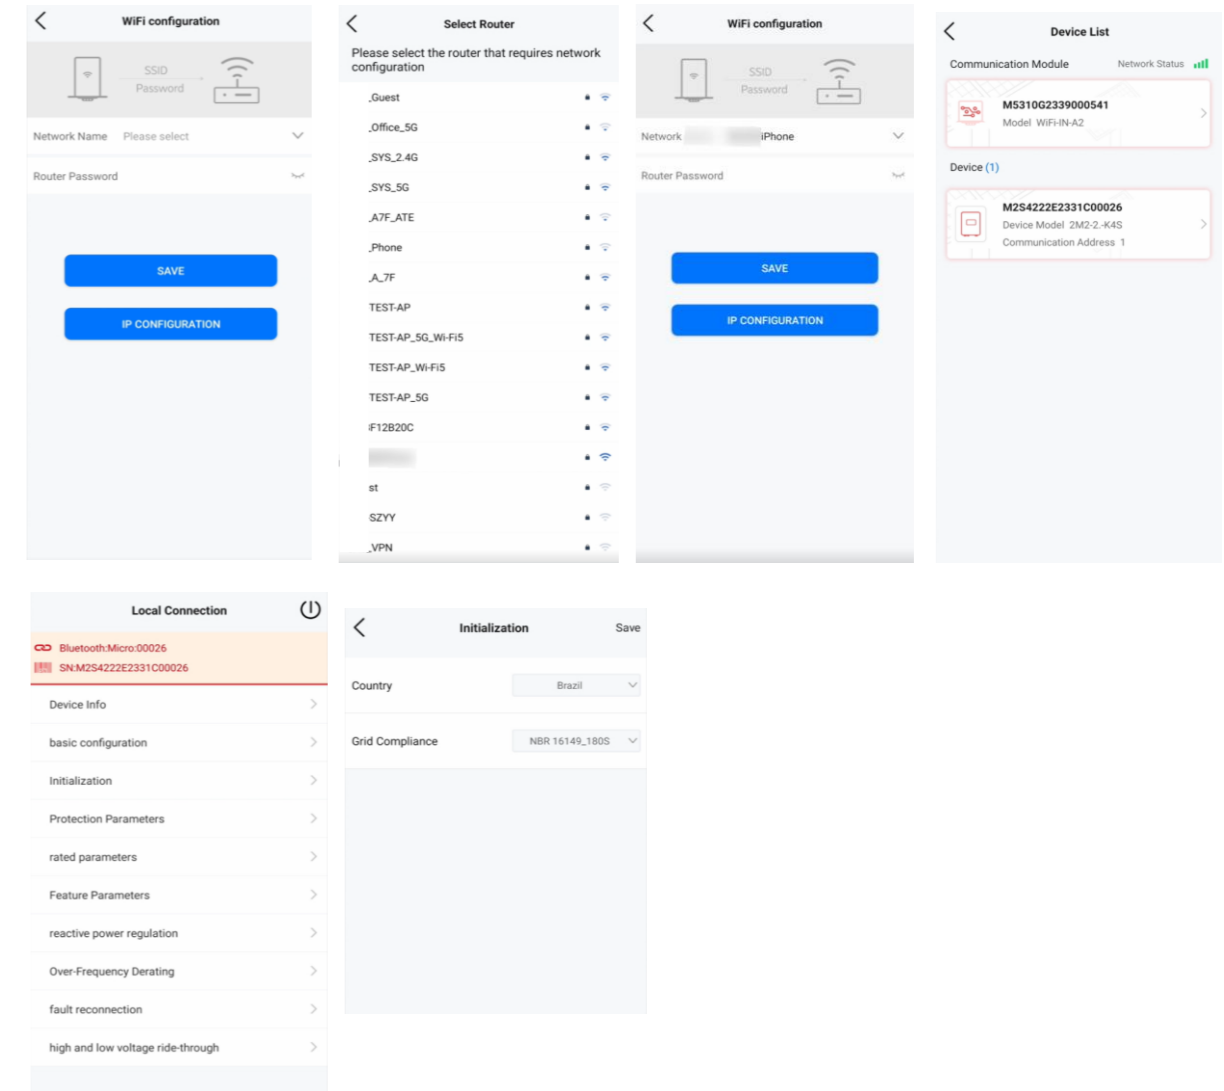 WiFi configuration
SSID
Password
Network Name Please select
Router Password
SAVE
IP CONFIGURATION
Select Router
Please select the router that requires network
configuration
_Guest
_Office_5G
_SYS_2.4G
_SYS_5G
_A7F_ATE
_Phone
_A_7F
TEST-AP
TEST-AP_5G_Wi-Fi5
TEST-AP_Wi-Fi5
TEST-AP_5G
F12B20C
st
SZYY
_VPN
WiFi configuration
SSID
Password
Network iPhone
Router Password
SAVE
IP CONFIGURATION
Device List
Communication Module Network Status
M5310G2339000541
Model WiFi-IN-A2
Device (1)
M2S4222E2331C00026
Device Model 2M2-2.-K4S
Communication Address 1
Local Connection
Bluetooth:Micro:00026
SN:M2S4222E2331C00026
Device Info
basic configuration
Initialization
Protection Parameters
rated parameters
Feature Parameters
reactive power regulation
Over-Frequency Derating
fault reconnection
high and low voltage ride-through
Initialization Save
Country Brazil
Grid Compliance NBR 16149_180S